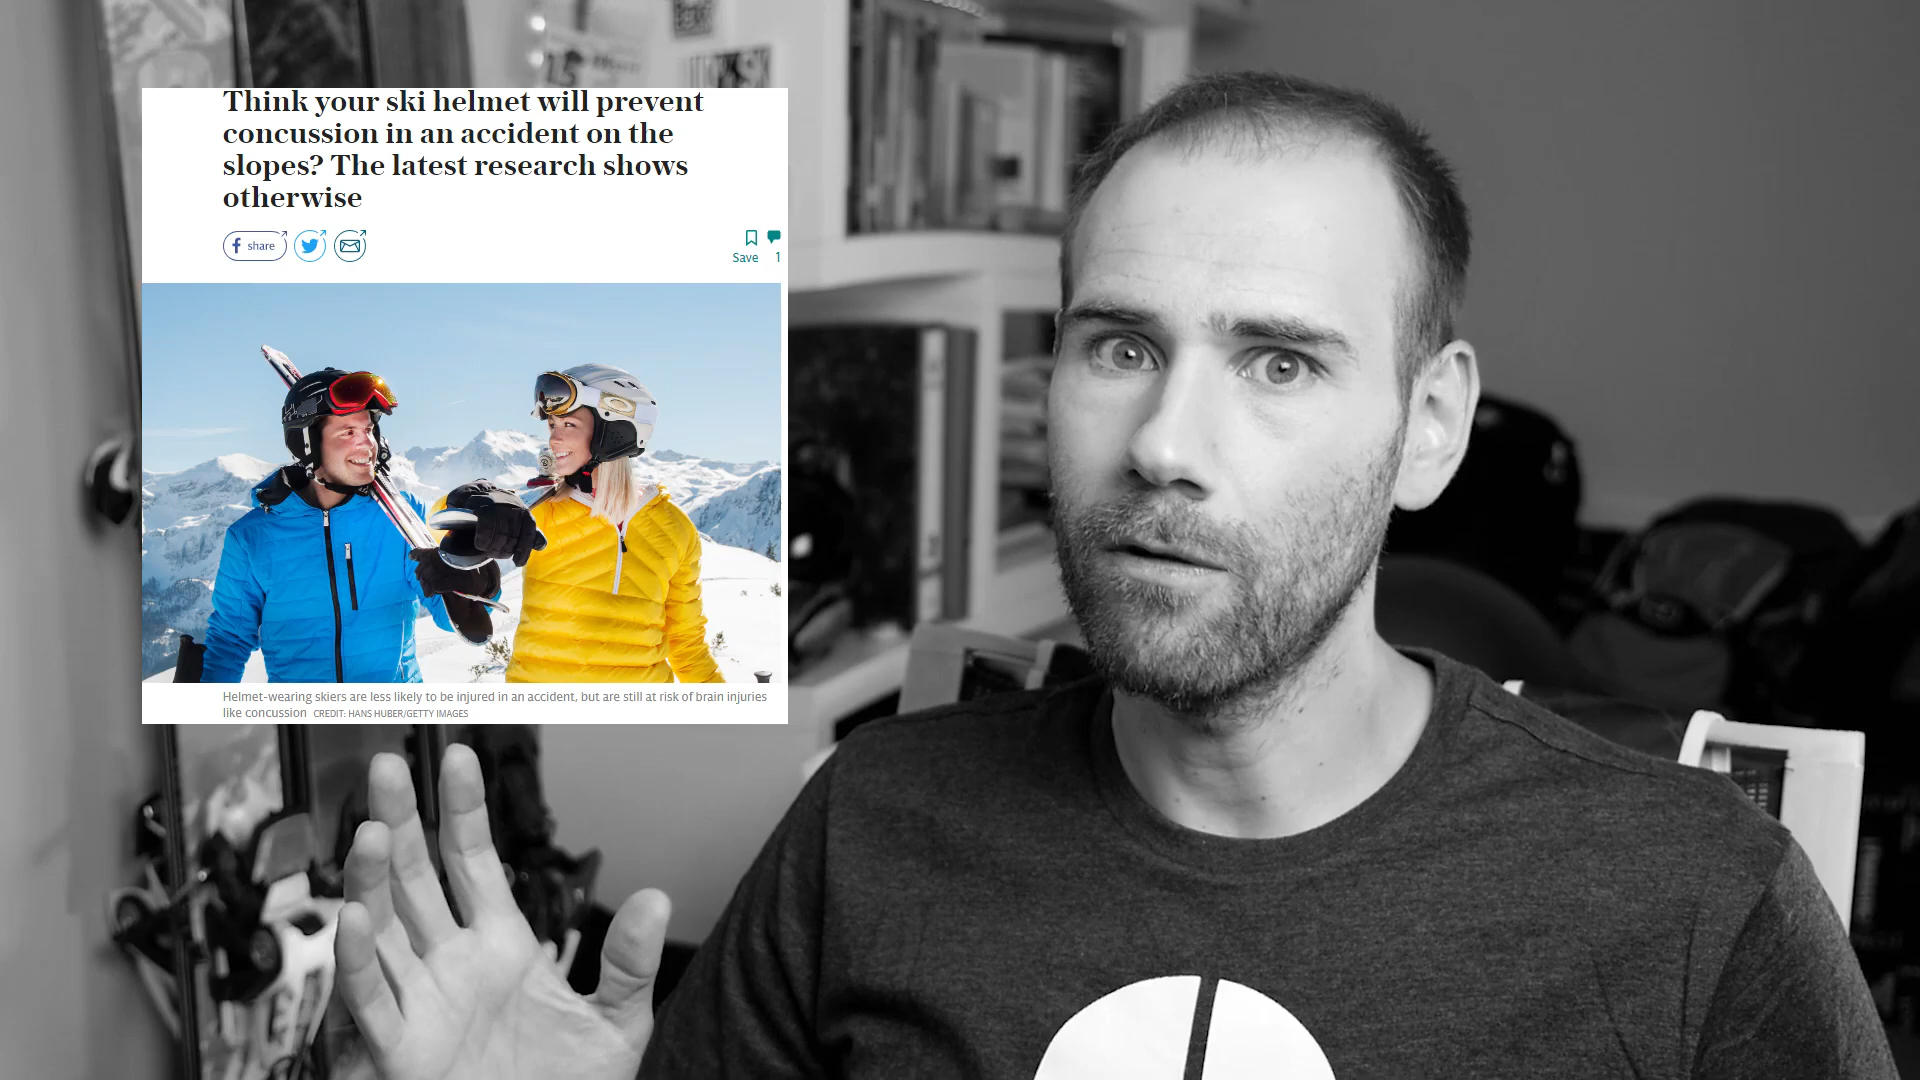 Think your ski helmet will prevent
concussion in an accident on the
slopes? The latest research shows
otherwise
share
Save 1
Helmet-wearing skiers are less likely to be injured in an accident, but are still at risk of brain injuries
like concussion CREDIT: HANS HUBER/GETTY IMAGES